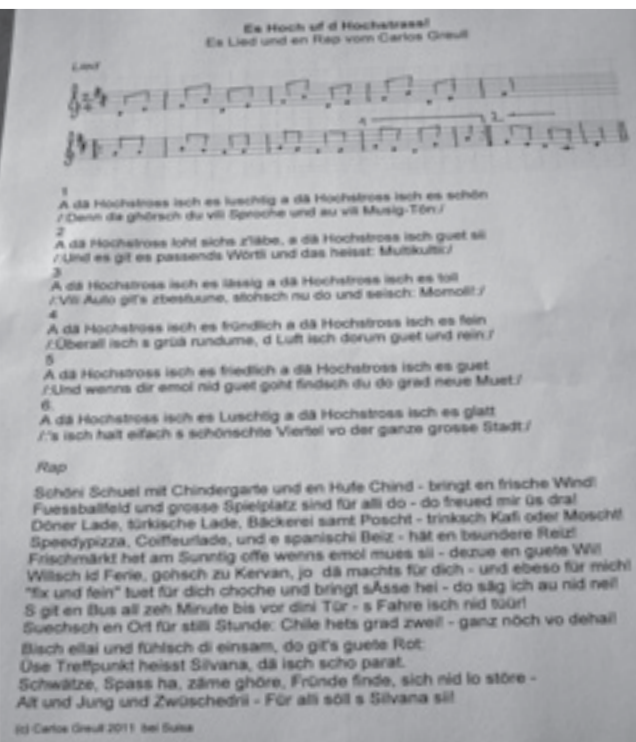 Es Hoch uf d Hochstrass!
Es Lied und en Rap vom Carlos Greull
Lied
1. 2.
1
A dä Hochstross isch es luschtig a dä Hochstross isch es schön
/:Denn da ghörsch du vili Sproche und au vili Musig-Tön:/
2
A dä Hochstross loht sichs z'läbe, a dä Hochstross isch guet sii
/:Und es git es passends Wörtli und das heisst: Multikulti:/
3
A dä Hochstross isch es lässig a dä Hochstross isch es toll
/:Vili Auto git's zbestuune, stohsch nu do und seisch: Momoll!:/
4
A dä Hochstross isch es fründlich a dä Hochstross isch es fein
/:Überall isch s grüä rundume, d Luft isch dorum guet und rein:/
5
A dä Hochstross isch es friedlich a dä Hochstross isch es guet
/:Und wenns dir emol nid guet goht findsch du do grad neue Muet:/
6.
A dä Hochstross isch es Luschtig a dä Hochstross isch es glatt
/:'s isch halt eifach s schönschte Viertel vo der ganze grosse Stadt:/
Rap
Schöni Schuel mit Chindergarte und en Hufe Chind - bringt en frische Wind!
Fuessballfeld und grosse Spielplatz sind für alli do - do freued mir üs dra!
Döner Lade, türkische Lade, Bäckerei samt Poscht - trinksch Kafi oder Moscht!
Speedypizza, Coiffeurlade, und e spanischi Beiz - hät en bsundere Reiz!
Frischmärkt het am Sunntig offe wenns emol mues sii - dezue en guete Wii!
Willsch id Ferie, gohsch zu Kervan, jo dä machts für dich - und ebeso für mich!
"fix und fein" tuet für dich choche und bringt sÄsse hei - do säg ich au nid nei!
S git en Bus all zeh Minute bis vor dini Tür - s Fahre isch nid tüür!
Suechsch en Ort für stilli Stunde: Chile hets grad zwei! - ganz nöch vo dehai!
Bisch ellai und fühlsch di einsam, do git's guete Rot:
Üse Treffpunkt heisst Silvana, dä isch scho parat.
Schwätze, Spass ha, zäme ghöre, Fründe finde, sich nid lo störe -
Alt und Jung und Zwüschedrii - Für alli söll s Silvana sii!
(c) Carlos Greull 2011 bei Suisa